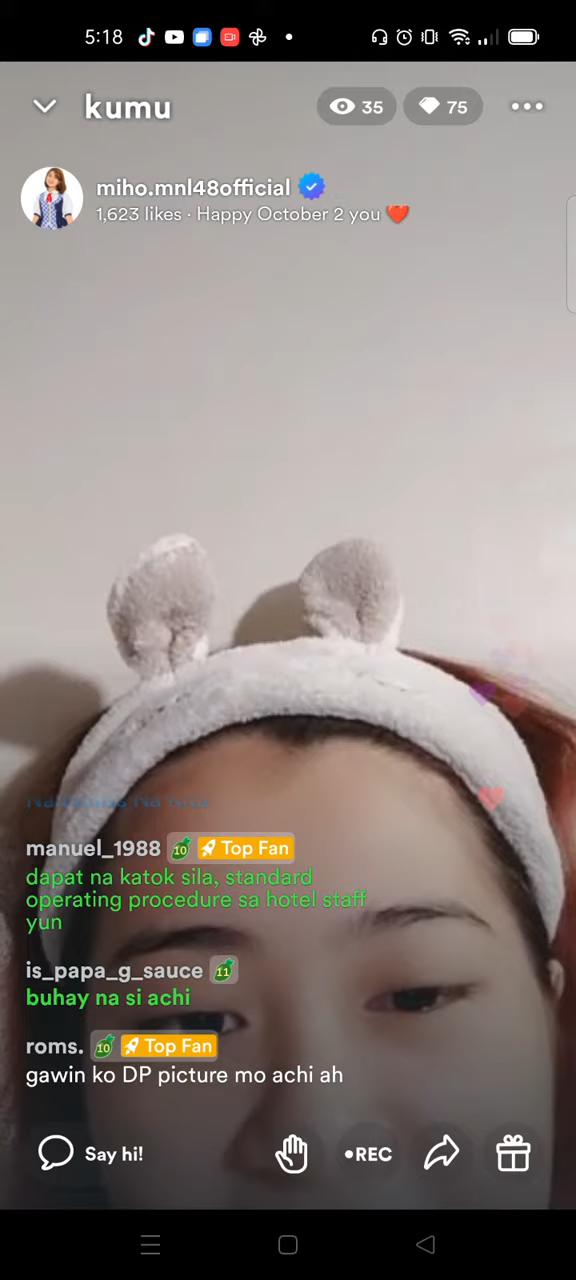 5:18
kumu
35
75
miho.mnl48official
1,623 likes · Happy October 2 you ❤️
manuel_1988 10 Top Fan
dapat na katok sila, standard
operating procedure sa hotel staff
yun
is_papa_g_sauce 11
buhay na si achi
roms. 10 Top Fan
gawin ko DP picture mo achi ah
Say hi!
•REC